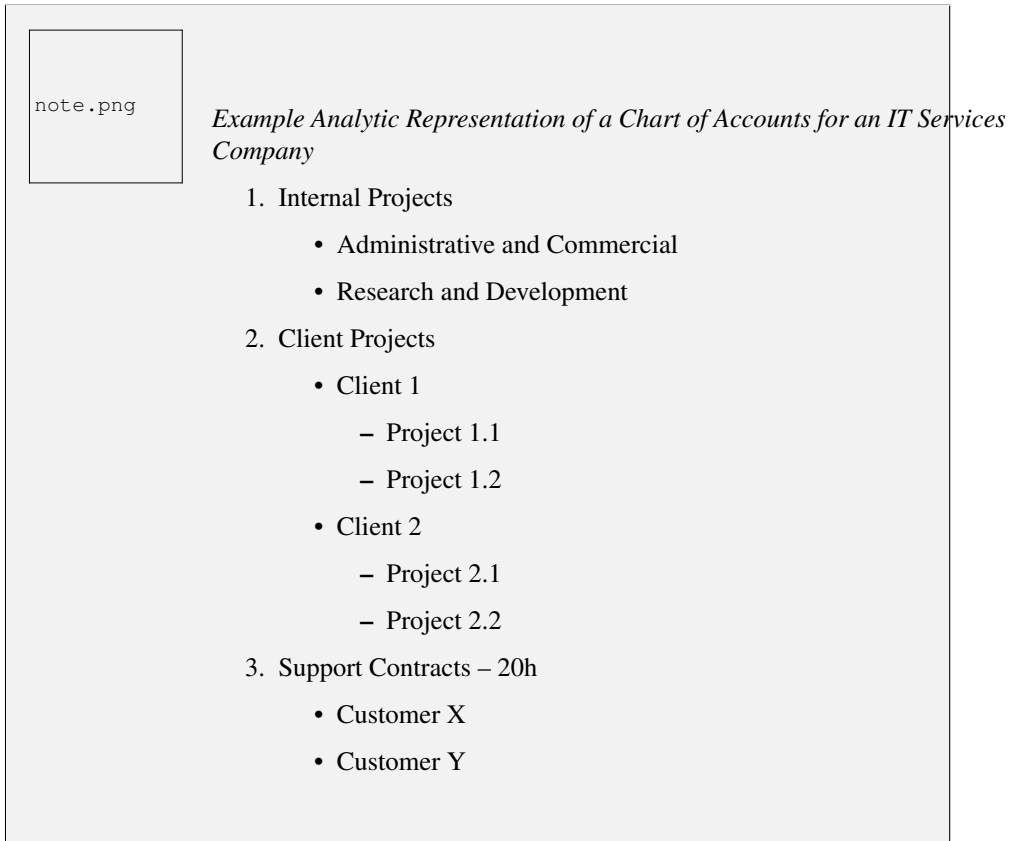 note.png
Example Analytic Representation of a Chart of Accounts for an IT Services
Company
1. Internal Projects
• Administrative and Commercial
• Research and Development
2. Client Projects
• Client 1
– Project 1.1
– Project 1.2
• Client 2
– Project 2.1
– Project 2.2
3. Support Contracts – 20h
• Customer X
• Customer Y